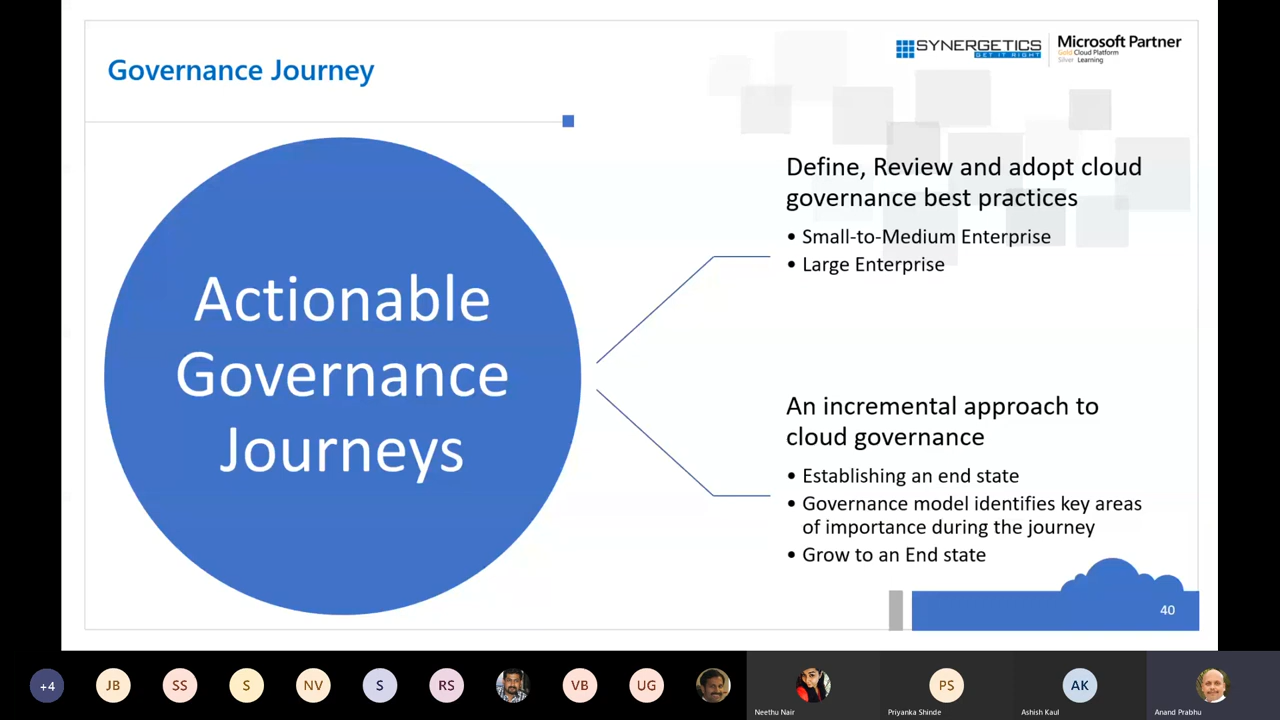 Governance Journey
SYNERGETICS
GET IT RIGHT
Microsoft Partner
Gold Cloud Platform
Silver Learning
Actionable
Governance
Journeys
Define, Review and adopt cloud
governance best practices
• Small-to-Medium Enterprise
• Large Enterprise
An incremental approach to
cloud governance
• Establishing an end state
• Governance model identifies key areas
of importance during the journey
• Grow to an End state
40
+4
JB
SS
S
NV
S
RS
VB
UG
PS
AK
Neethu Nair
Priyanka Shinde
Ashish Kaul
Anand Prabhu